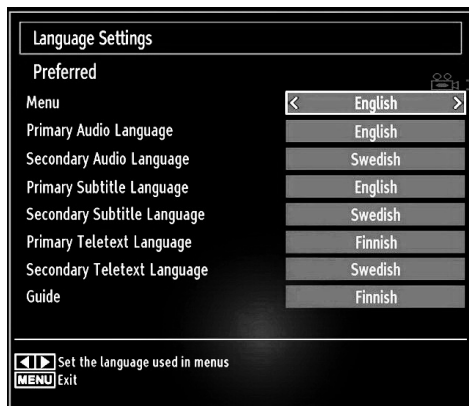 Language Settings
Preferred
Menu < English >
Primary Audio Language English
Secondary Audio Language Swedish
Primary Subtitle Language English
Secondary Subtitle Language Swedish
Primary Teletext Language Finnish
Secondary Teletext Language Swedish
Guide Finnish
Set the language used in menus
MENU Exit